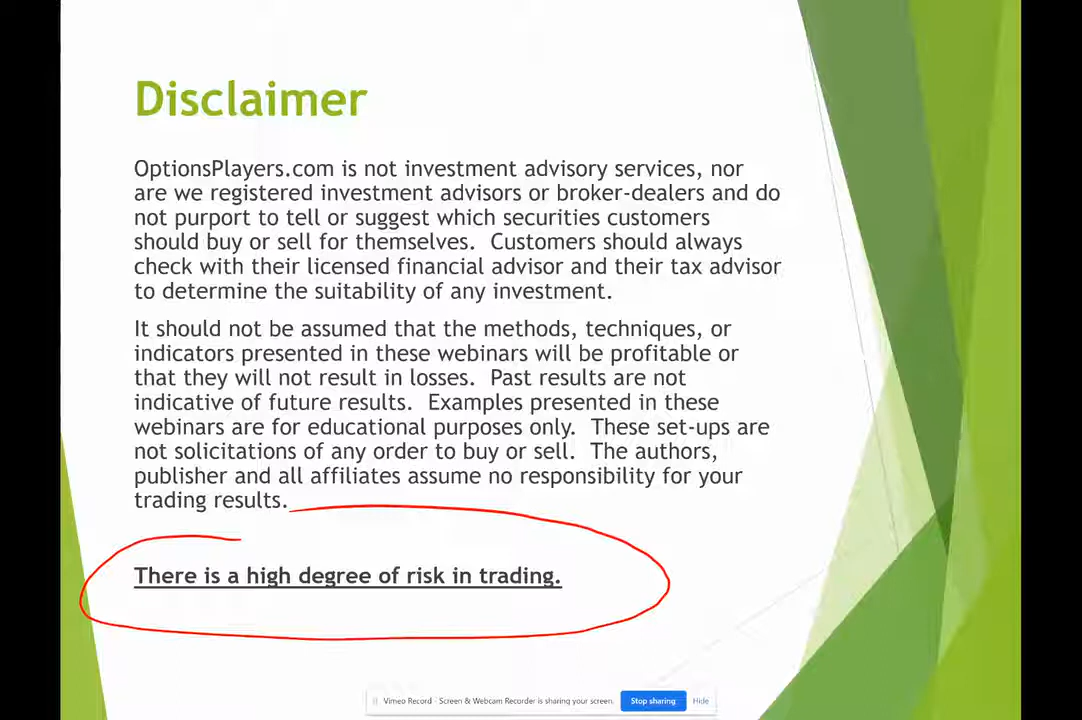 Disclaimer
OptionsPlayers.com is not investment advisory services, nor
are we registered investment advisors or broker-dealers and do
not purport to tell or suggest which securities customers
should buy or sell for themselves.  Customers should always
check with their licensed financial advisor and their tax advisor
to determine the suitability of any investment.
It should not be assumed that the methods, techniques, or
indicators presented in these webinars will be profitable or
that they will not result in losses.  Past results are not
indicative of future results.  Examples presented in these
webinars are for educational purposes only.  These set-ups are
not solicitations of any order to buy or sell.  The authors,
publisher and all affiliates assume no responsibility for your
trading results.
There is a high degree of risk in trading.
Vimeo Record - Screen & Webcam Recorder is sharing your screen. Stop sharing Hide